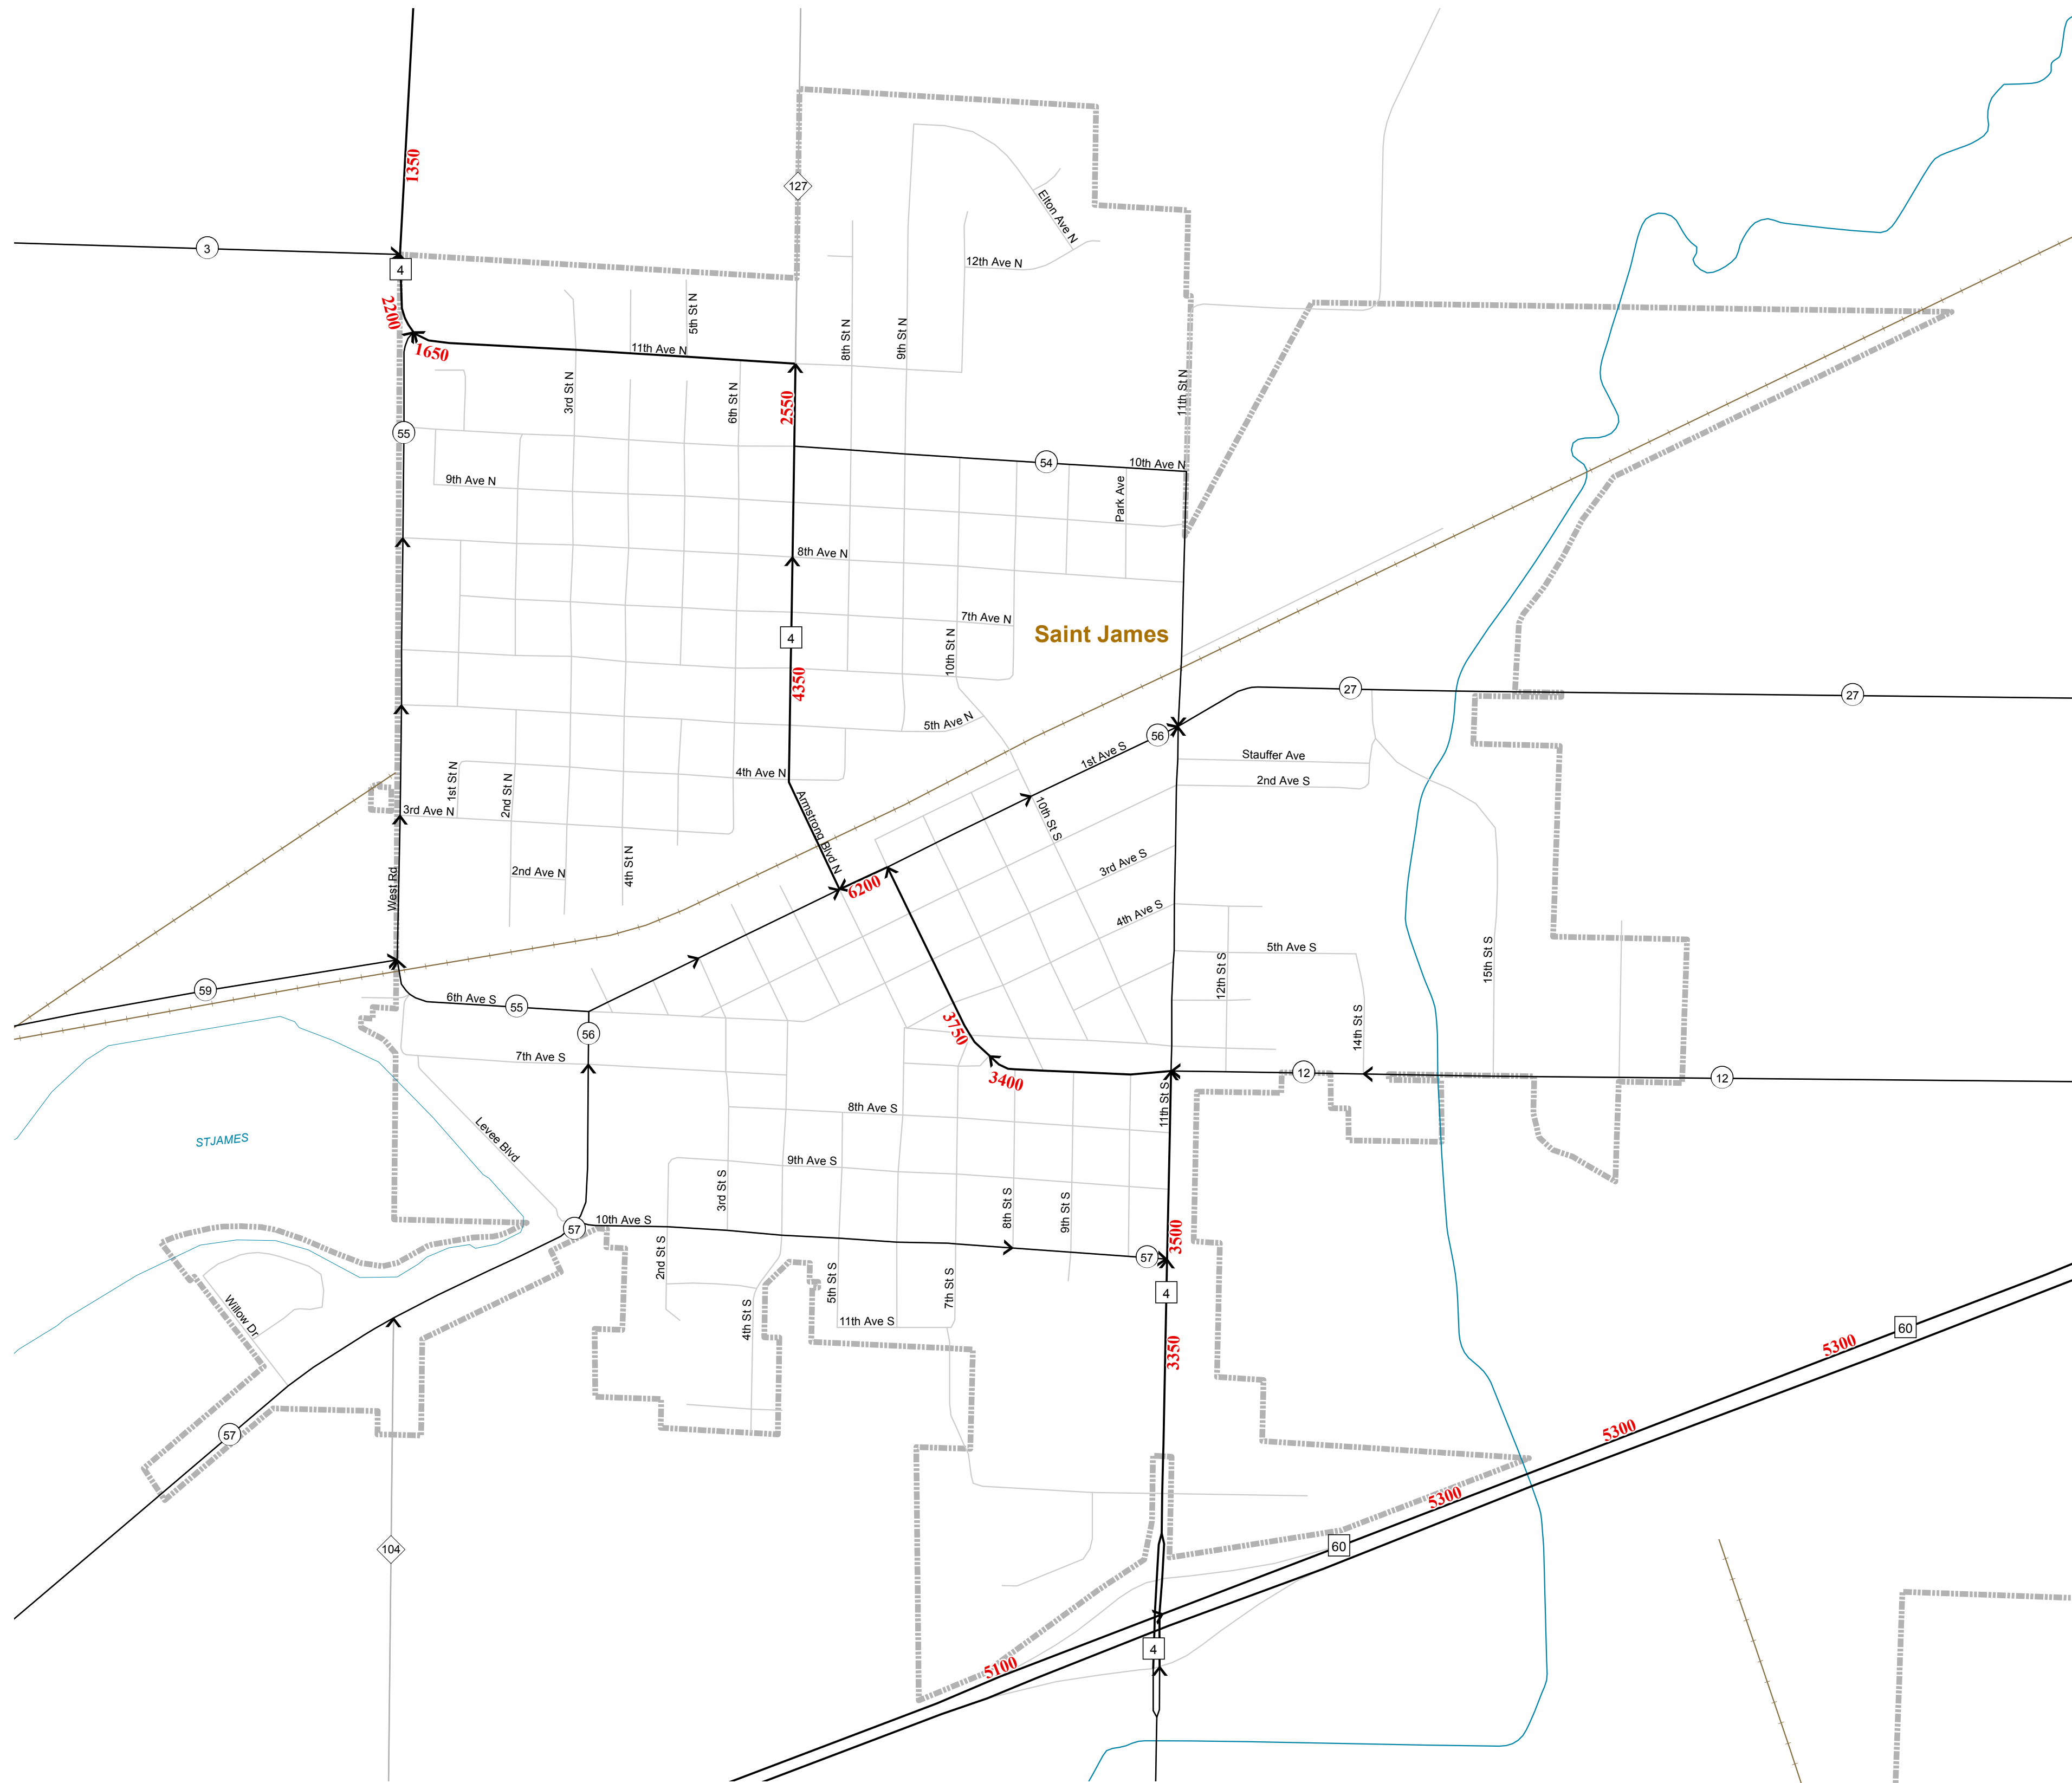 1350
127
Elton Ave N
3
4
12th Ave N
2200
5th St N
8th St N
9th St N
1650
11th Ave N
3rd St N
6th St N
2550
11th St N
55
54
10th Ave N
9th Ave N
Park Ave
8th Ave N
7th Ave N
Saint James
4
10th St N
4350
27
27
5th Ave N
56
1st Ave S
Stauffer Ave
4th Ave N
2nd Ave S
1st St N
2nd St N
3rd Ave N
Armstrong Blvd N
10th St S
4th St N
2nd Ave N
West Rd
6200
3rd Ave S
4th Ave S
5th Ave S
12th St S
15th St S
59
6th Ave S
55
56
3750
14th St S
7th Ave S
3400
12
12
8th Ave S
11th St S
STJAMES
Levee Blvd
9th Ave S
3rd St S
8th St S
9th St S
57
10th Ave S
3500
57
2nd St S
5th St S
7th St S
4
Willow Dr
4th St S
11th Ave S
3350
60
5300
57
5300
5300
104
60
4
5100